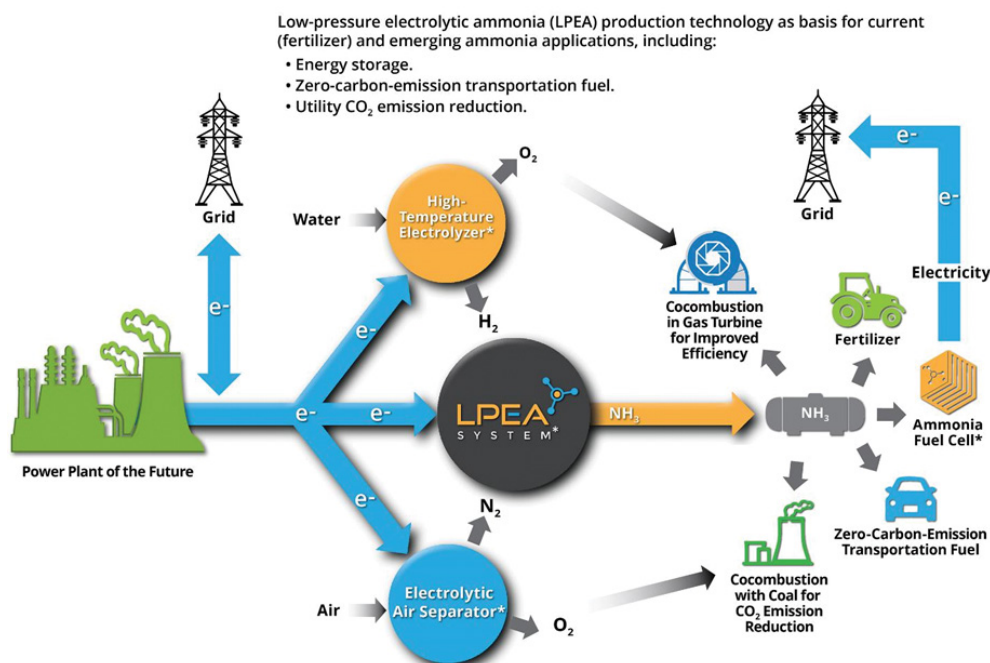 Low-pressure electrolytic ammonia (LPEA) production technology as basis for current
(fertilizer) and emerging ammonia applications, including:
• Energy storage.
• Zero-carbon-emission transportation fuel.
• Utility CO₂ emission reduction.
Grid
e-
Power Plant of the Future
e-
e-
e-
e-
Water
High-
Temperature
Electrolyzer*
O₂
H₂
LPEA
SYSTEM*
N₂
Air
Electrolytic
Air Separator*
O₂
NH₃
NH₃
Cocombustion
in Gas Turbine
for Improved
Efficiency
Fertilizer
Grid
e-
e-
Electricity
Ammonia
Fuel Cell*
Zero-Carbon-Emission
Transportation Fuel
Cocombustion
with Coal for
CO₂ Emission
Reduction